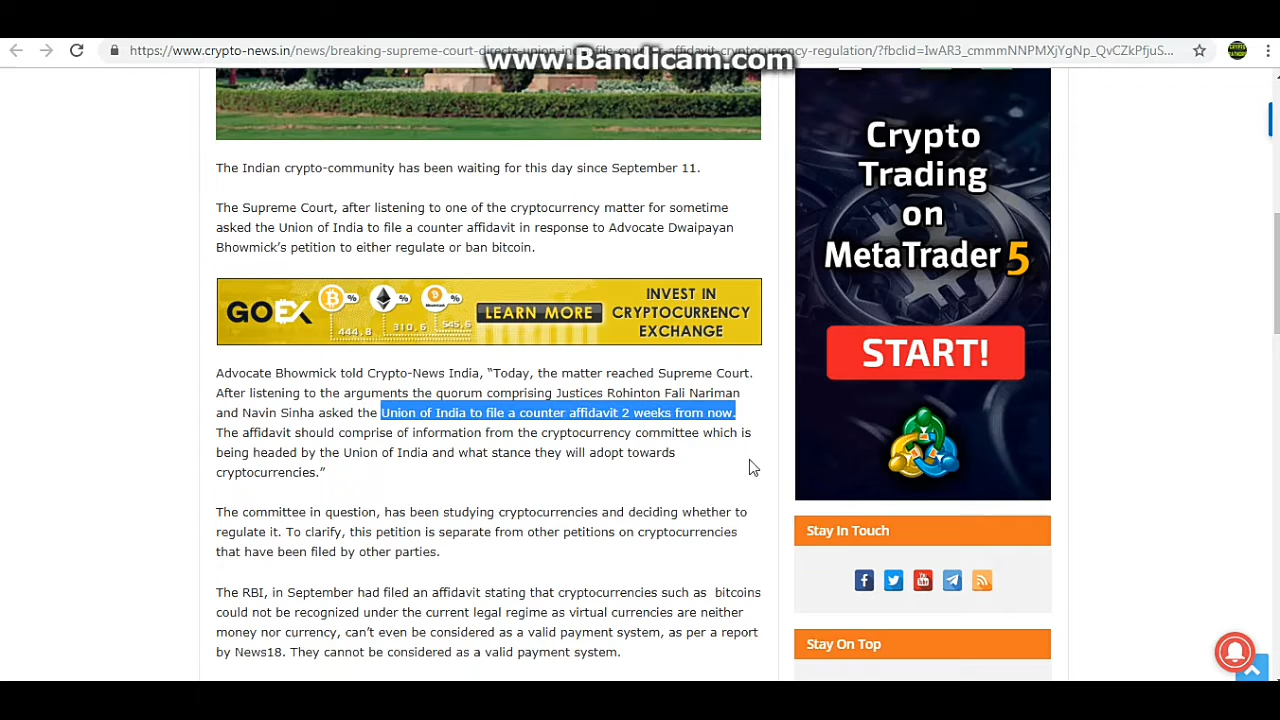 https://www.crypto-news.in/news/breaking-supreme-court-directs-union-in
affidavit-cryptocurrency-regulation/?fbclid=IwAR3_cmmmNNPMXjYgNp_QvCZkPfjuS...
www.Bandicam.com
The Indian crypto-community has been waiting for this day since September 11.
The Supreme Court, after listening to one of the cryptocurrency matter for sometime
asked the Union of India to file a counter affidavit in response to Advocate Dwaipayan
Bhowmick's petition to either regulate or ban bitcoin.
GOEX
% % %
444,8 310,6 545,6
LEARN MORE
INVEST IN
CRYPTOCURRENCY
EXCHANGE
Advocate Bhowmick told Crypto-News India, “Today, the matter reached Supreme Court.
After listening to the arguments the quorum comprising Justices Rohinton Fali Nariman
and Navin Sinha asked the Union of India to file a counter affidavit 2 weeks from now.
The affidavit should comprise of information from the cryptocurrency committee which is
being headed by the Union of India and what stance they will adopt towards
cryptocurrencies.”
The committee in question, has been studying cryptocurrencies and deciding whether to
regulate it. To clarify, this petition is separate from other petitions on cryptocurrencies
that have been filed by other parties.
The RBI, in September had filed an affidavit stating that cryptocurrencies such as bitcoins
could not be recognized under the current legal regime as virtual currencies are neither
money nor currency, can’t even be considered as a valid payment system, as per a report
by News18. They cannot be considered as a valid payment system.
Crypto
Trading
on
MetaTrader 5
START!
Stay In Touch
Stay On Top